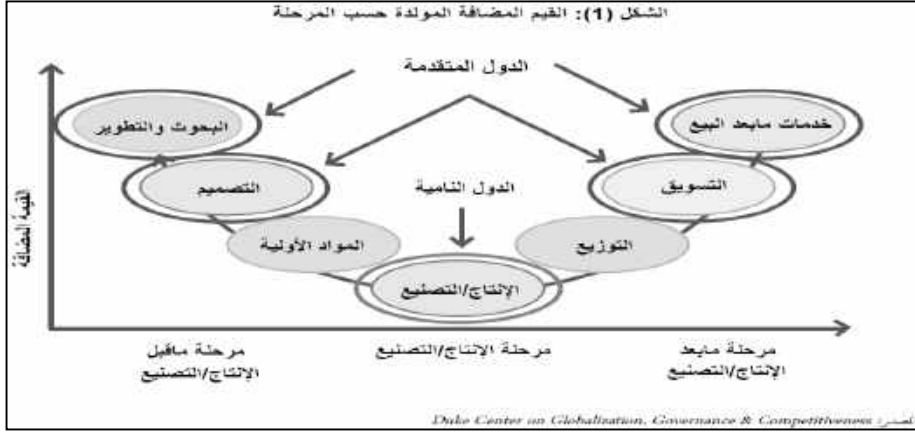 الشكل (1): القيم المضافة المولدة حسب المرحلة
الدول المتقدمة
البحوث والتطوير
خدمات مابعد البيع
التصميم
الدول النامية
التسويق
المواد الأولية
التوزيع
الإنتاج/التصنيع
القيمة المضافة
مرحلة ماقبل
الإنتاج/التصنيع
مرحلة الإنتاج/التصنيع
مرحلة مابعد
الإنتاج/التصنيع
المصدر: Duke Center on Globalization, Governance & Competitiveness